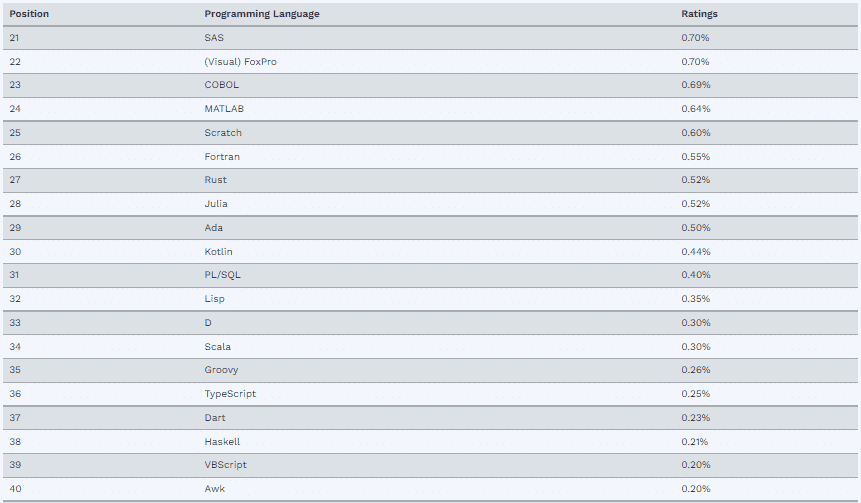 Position Programming Language Ratings
21 SAS 0.70%
22 (Visual) FoxPro 0.70%
23 COBOL 0.69%
24 MATLAB 0.64%
25 Scratch 0.60%
26 Fortran 0.55%
27 Rust 0.52%
28 Julia 0.52%
29 Ada 0.50%
30 Kotlin 0.44%
31 PL/SQL 0.40%
32 Lisp 0.35%
33 D 0.30%
34 Scala 0.30%
35 Groovy 0.26%
36 TypeScript 0.25%
37 Dart 0.23%
38 Haskell 0.21%
39 VBScript 0.20%
40 Awk 0.20%